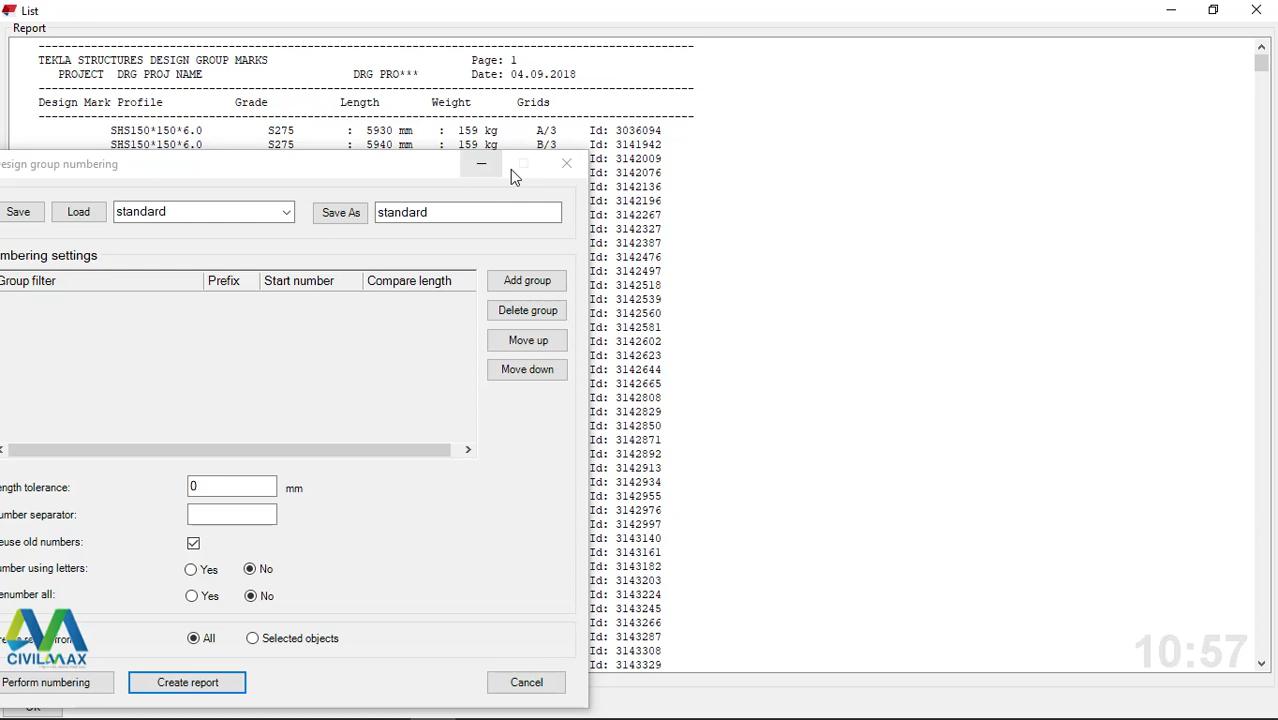 List
Report
--------------------------------------------------------------------------------
TEKLA STRUCTURES DESIGN GROUP MARKS Page: 1
PROJECT DRG PROJ NAME DRG PRO*** Date: 04.09.2018
--------------------------------------------------------------------------------
Design Mark Profile Grade Length Weight Grids
--------------------------------------------------------------------------------
SHS150*150*6.0 S275 : 5930 mm : 159 kg A/3 Id: 3036094
SHS150*150*6.0 S275 : 5940 mm : 159 kg B/3 Id: 3141942
Id: 3142009
Id: 3142076
Id: 3142136
Id: 3142196
Id: 3142267
Id: 3142327
Id: 3142387
Id: 3142476
Id: 3142497
Id: 3142518
Id: 3142539
Id: 3142560
Id: 3142581
Id: 3142602
Id: 3142623
Id: 3142644
Id: 3142665
Id: 3142808
Id: 3142829
Id: 3142850
Id: 3142871
Id: 3142892
Id: 3142913
Id: 3142934
Id: 3142955
Id: 3142976
Id: 3142997
Id: 3143140
Id: 3143161
Id: 3143182
Id: 3143203
Id: 3143224
Id: 3143245
Id: 3143266
Id: 3143287
Id: 3143308
Id: 3143329
esign group numbering
Save Load standard Save As standard
mbering settings
Group filter Prefix Start number Compare length
Add group
Delete group
Move up
Move down
ength tolerance: 0 mm
umber separator:
euse old numbers:
umber using letters: Yes No
enumber all: Yes No
All Selected objects
Perform numbering Create report Cancel
OK
CIVILMAX
10:57